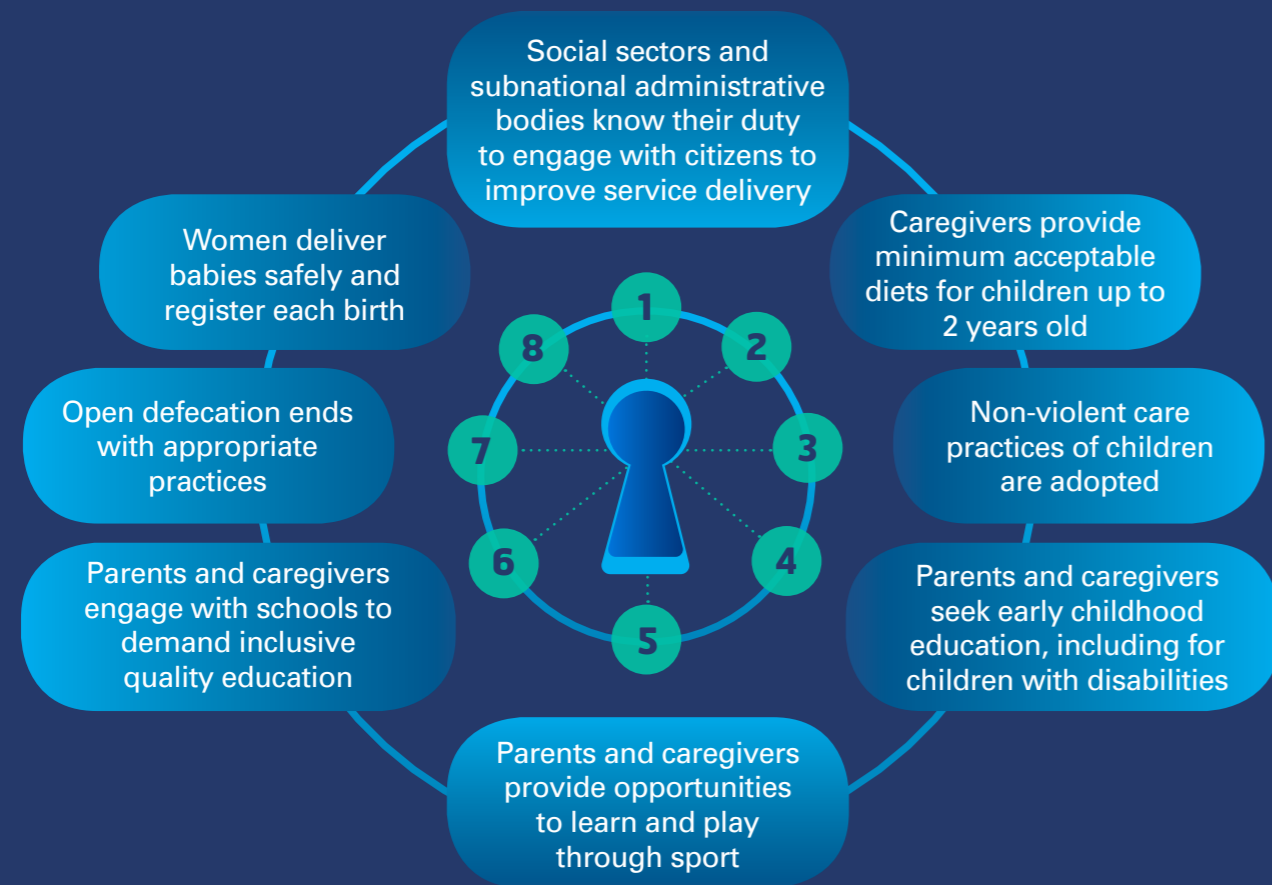 Social sectors and
subnational administrative
bodies know their duty
to engage with citizens to
improve service delivery
Caregivers provide
minimum acceptable
diets for children up to
2 years old
Non-violent care
practices of children
are adopted
Parents and caregivers
seek early childhood
education, including for
children with disabilities
Parents and caregivers
provide opportunities
to learn and play
through sport
Parents and caregivers
engage with schools to
demand inclusive
quality education
Open defecation ends
with appropriate
practices
Women deliver
babies safely and
register each birth
1
2
3
4
5
6
7
8